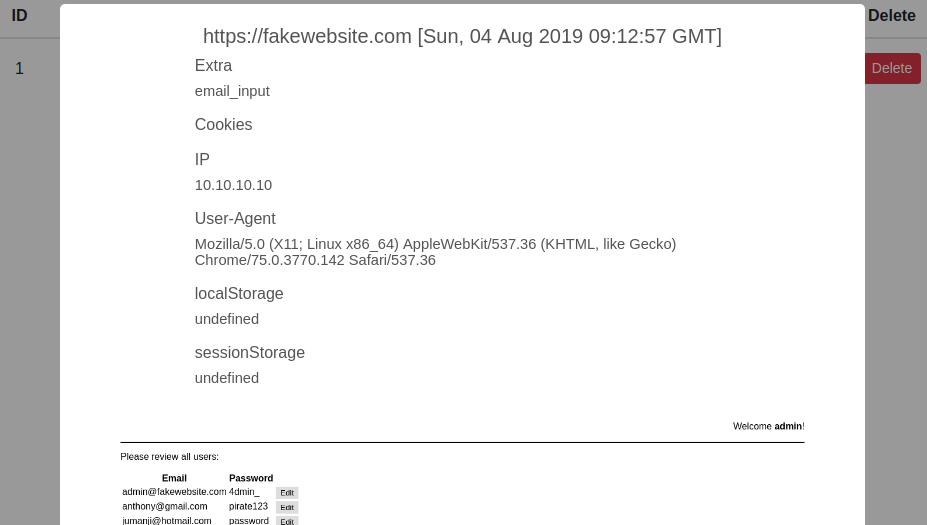 ID
Delete
1
Delete
https://fakewebsite.com [Sun, 04 Aug 2019 09:12:57 GMT]
Extra
email_input
Cookies
IP
10.10.10.10
User-Agent
Mozilla/5.0 (X11; Linux x86_64) AppleWebKit/537.36 (KHTML, like Gecko)
Chrome/75.0.3770.142 Safari/537.36
localStorage
undefined
sessionStorage
undefined
Welcome admin!
Please review all users:
Email Password
admin@fakewebsite.com 4dmin_ Edit
anthony@gmail.com pirate123 Edit
jumanji@hotmail.com password Edit